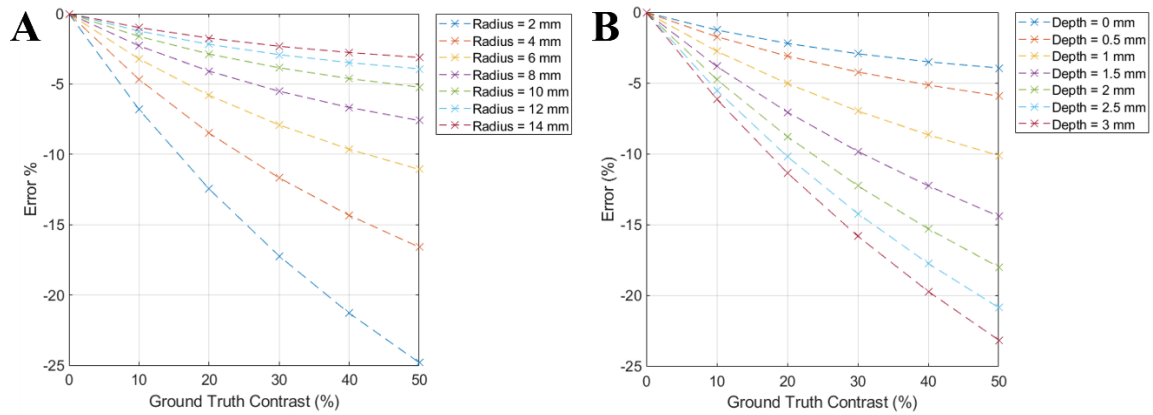 A
Error %
0
-5
-10
-15
-20
-25
0
10
20
30
40
50
Ground Truth Contrast (%)
Radius = 2 mm
Radius = 4 mm
Radius = 6 mm
Radius = 8 mm
Radius = 10 mm
Radius = 12 mm
Radius = 14 mm
B
Error (%)
0
-5
-10
-15
-20
-25
0
10
20
30
40
50
Ground Truth Contrast (%)
Depth = 0 mm
Depth = 0.5 mm
Depth = 1 mm
Depth = 1.5 mm
Depth = 2 mm
Depth = 2.5 mm
Depth = 3 mm